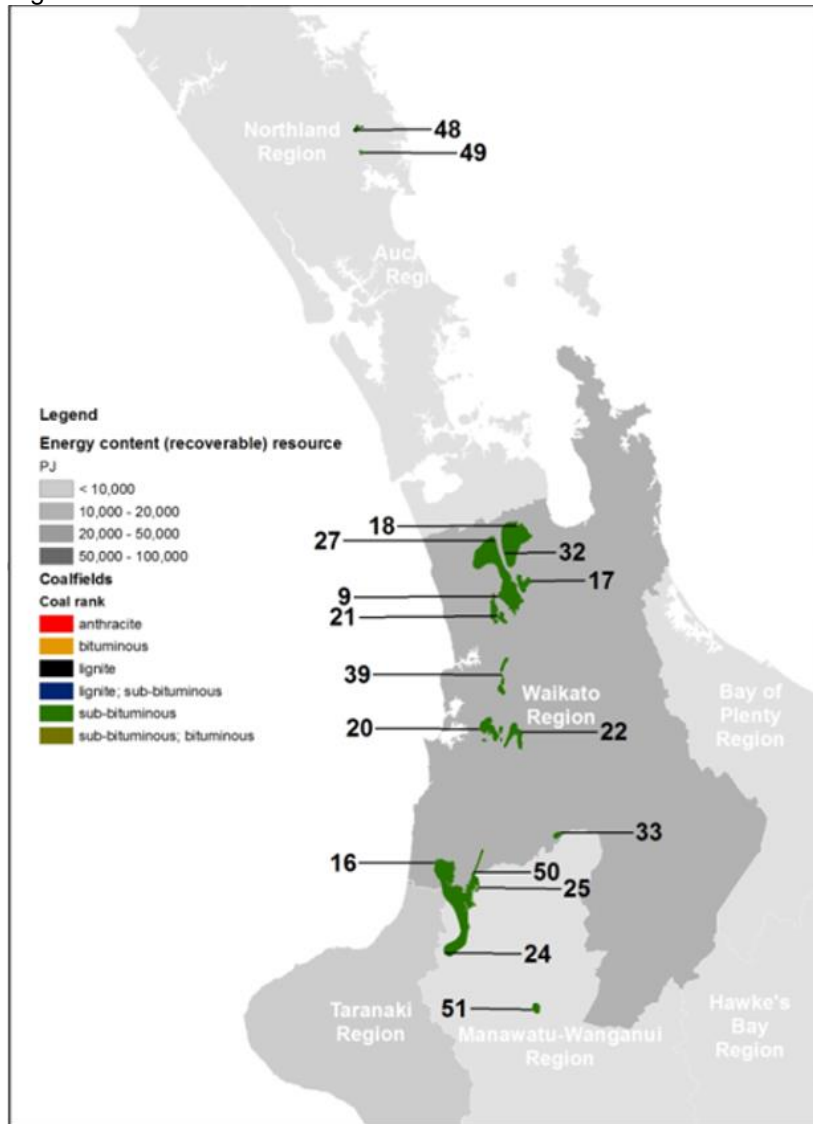 48
Northland
Region
49
Regi
Legend
Energy content (recoverable) resource
PJ
< 10,000
10,000 - 20,000
20,000 - 50,000
50,000 - 100,000
Coalfields
Coal rank
anthracite
bituminous
lignite
lignite; sub-bituminous
sub-bituminous
sub-bituminous; bituminous
18
27
32
17
9
21
39
Waikato
Region
Bay of
Plenty
Region
20
22
33
16
50
25
24
51
Taranaki
Region
Manawatu-Wanganui
Region
Hawke's
Bay
Region